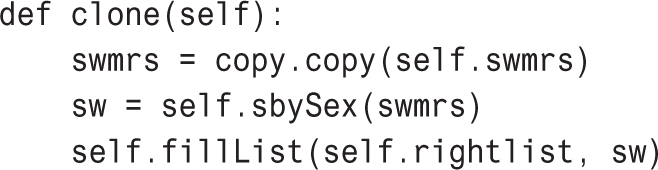 def clone(self):
    swmrs = copy.copy(self.swmrs)
    sw = self.sbySex(swmrs)
    self.fillList(self.rightlist, sw)